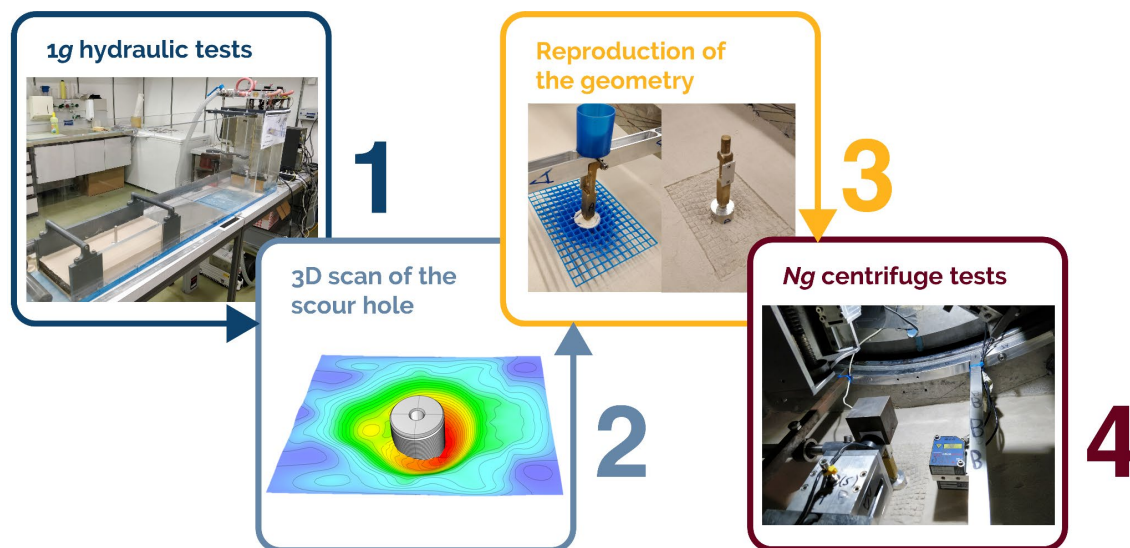 1g hydraulic tests
1
3D scan of the
scour hole
2
Reproduction of
the geometry
3
Ng centrifuge tests
4